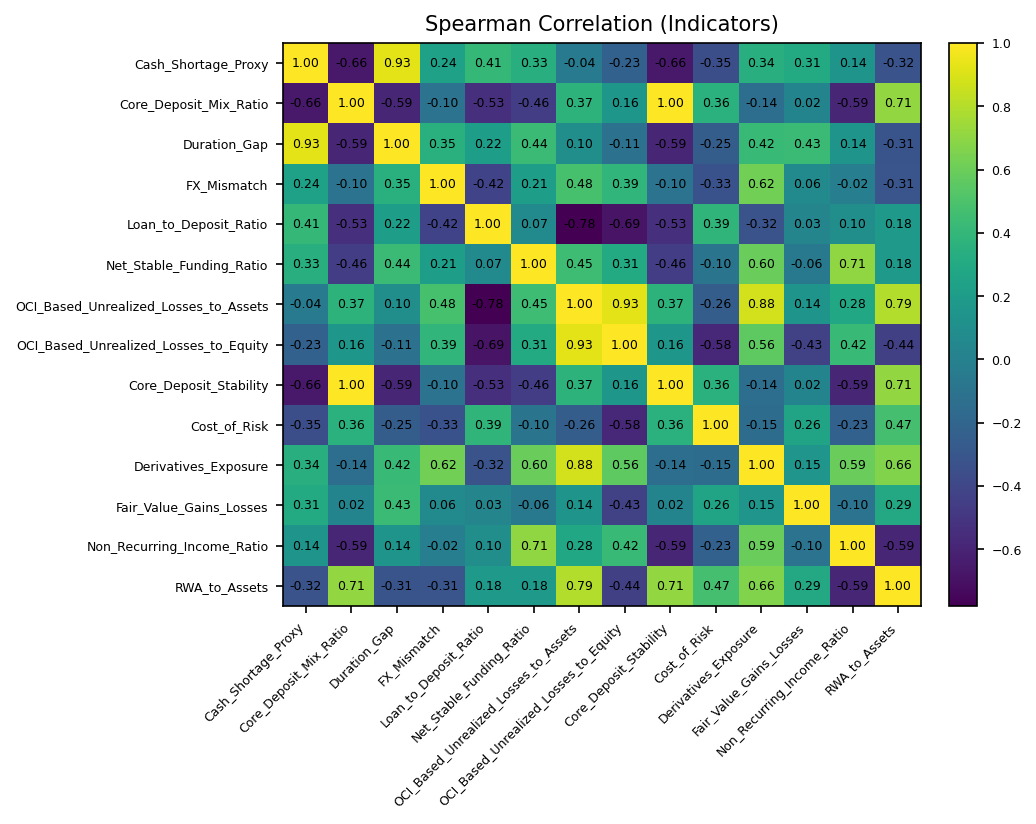 Spearman Correlation (Indicators)
Cash_Shortage_Proxy 1.00 -0.66 0.93 0.24 0.41 0.33 -0.04 -0.23 -0.66 -0.35 0.34 0.31 0.14 -0.32
Core_Deposit_Mix_Ratio -0.66 1.00 -0.59 -0.10 -0.53 -0.46 0.37 0.16 1.00 0.36 -0.14 0.02 -0.59 0.71
Duration_Gap 0.93 -0.59 1.00 0.35 0.22 0.44 0.10 -0.11 -0.59 -0.25 0.42 0.43 0.14 -0.31
FX_Mismatch 0.24 -0.10 0.35 1.00 -0.42 0.21 0.48 0.39 -0.10 -0.33 0.62 0.06 -0.02 -0.31
Loan_to_Deposit_Ratio 0.41 -0.53 0.22 -0.42 1.00 0.07 -0.78 -0.69 -0.53 0.39 -0.32 0.03 0.10 0.18
Net_Stable_Funding_Ratio 0.33 -0.46 0.44 0.21 0.07 1.00 0.45 0.31 -0.46 -0.10 0.60 -0.06 0.71 0.18
OCI_Based_Unrealized_Losses_to_Assets -0.04 0.37 0.10 0.48 -0.78 0.45 1.00 0.93 0.37 -0.26 0.88 0.14 0.28 0.79
OCI_Based_Unrealized_Losses_to_Equity -0.23 0.16 -0.11 0.39 -0.69 0.31 0.93 1.00 0.16 -0.58 0.56 -0.43 0.42 -0.44
Core_Deposit_Stability -0.66 1.00 -0.59 -0.10 -0.53 -0.46 0.37 0.16 1.00 0.36 -0.14 0.02 -0.59 0.71
Cost_of_Risk -0.35 0.36 -0.25 -0.33 0.39 -0.10 -0.26 -0.58 0.36 1.00 -0.15 0.26 -0.23 0.47
Derivatives_Exposure 0.34 -0.14 0.42 0.62 -0.32 0.60 0.88 0.56 -0.14 -0.15 1.00 0.15 0.59 0.66
Fair_Value_Gains_Losses 0.31 0.02 0.43 0.06 0.03 -0.06 0.14 -0.43 0.02 0.26 0.15 1.00 -0.10 0.29
Non_Recurring_Income_Ratio 0.14 -0.59 0.14 -0.02 0.10 0.71 0.28 0.42 -0.59 -0.23 0.59 -0.10 1.00 -0.59
RWA_to_Assets -0.32 0.71 -0.31 -0.31 0.18 0.18 0.79 -0.44 0.71 0.47 0.66 0.29 -0.59 1.00
Cash_Shortage_Proxy
Core_Deposit_Mix_Ratio
Duration_Gap
FX_Mismatch
Loan_to_Deposit_Ratio
Net_Stable_Funding_Ratio
OCI_Based_Unrealized_Losses_to_Assets
OCI_Based_Unrealized_Losses_to_Equity
Core_Deposit_Stability
Cost_of_Risk
Derivatives_Exposure
Fair_Value_Gains_Losses
Non_Recurring_Income_Ratio
RWA_to_Assets
1.0
0.8
0.6
0.4
0.2
0.0
−0.2
−0.4
−0.6